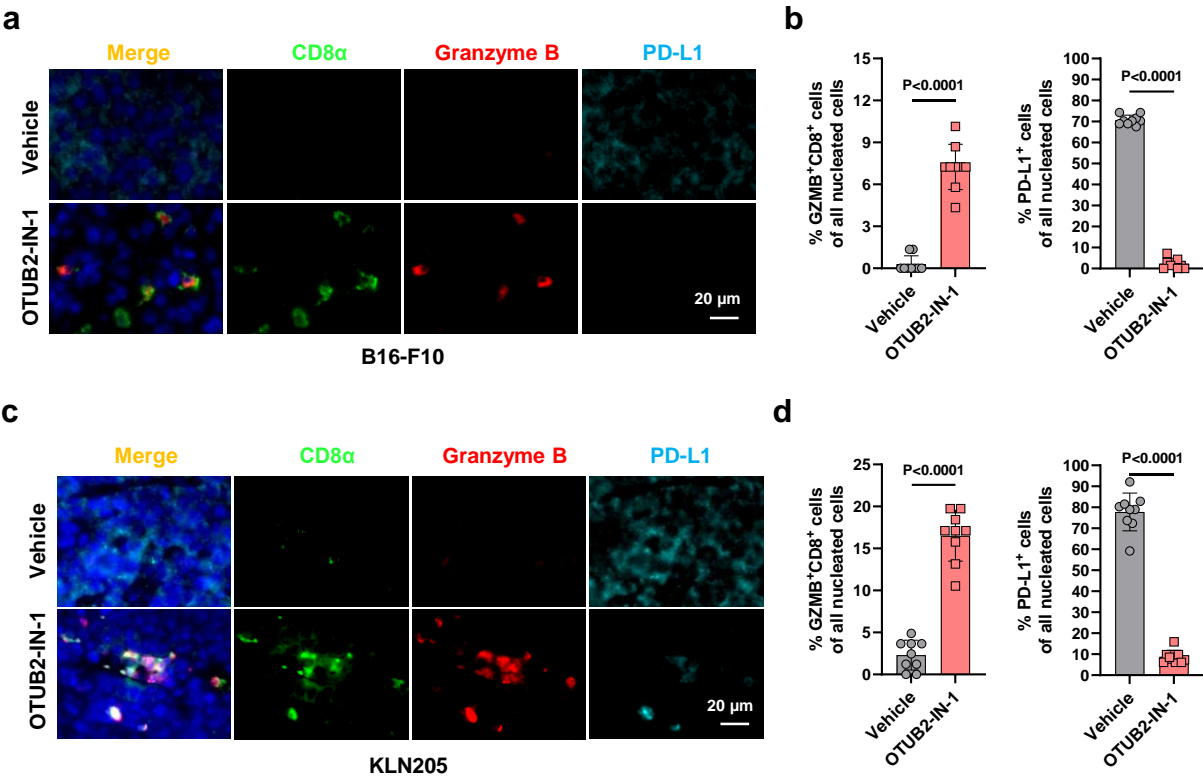 a
Merge CD8α Granzyme B PD-L1
Vehicle
OTUB2-IN-1
20 μm
B16-F10
b
% GZMB⁺CD8⁺ cells
of all nucleated cells
15
12
9
6
3
0
P<0.0001
Vehicle
OTUB2-IN-1
% PD-L1⁺ cells
of all nucleated cells
100
90
80
70
60
50
40
30
20
10
0
P<0.0001
Vehicle
OTUB2-IN-1
c
Merge CD8α Granzyme B PD-L1
Vehicle
OTUB2-IN-1
20 μm
KLN205
d
% GZMB⁺CD8⁺ cells
of all nucleated cells
25
20
15
10
5
0
P<0.0001
Vehicle
OTUB2-IN-1
% PD-L1⁺ cells
of all nucleated cells
100
90
80
70
60
50
40
30
20
10
0
P<0.0001
Vehicle
OTUB2-IN-1